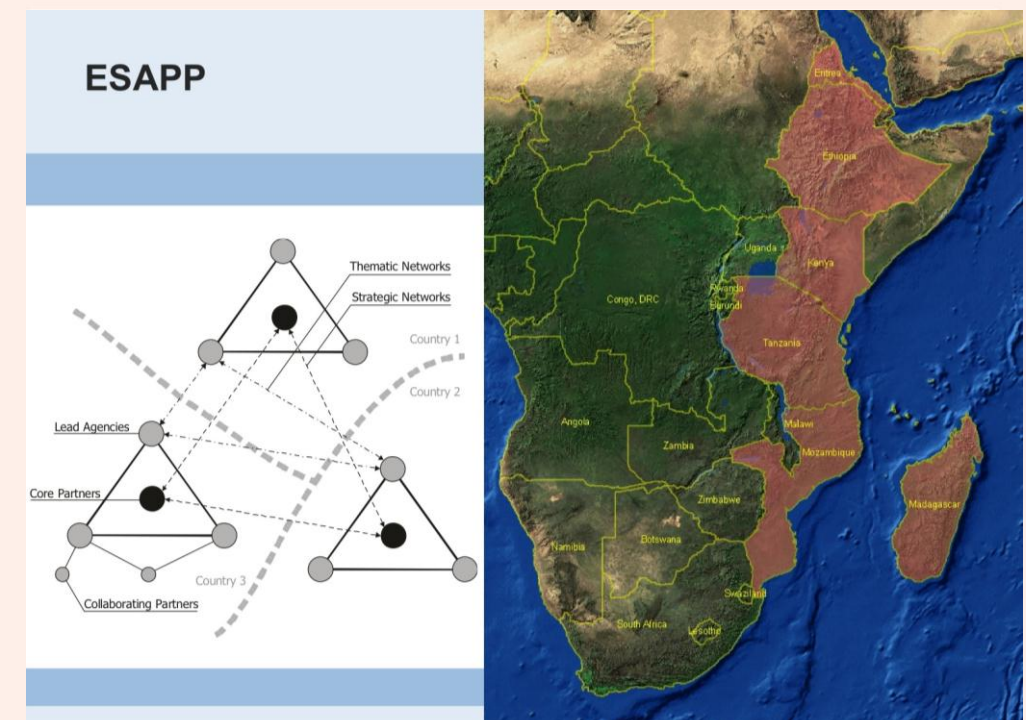 ESAPP
Thematic Networks
Strategic Networks
Country 1
Country 2
Lead Agencies
Core Partners
Country 3
Collaborating Partners
Eritrea
Ethiopia
Uganda
Kenya
Rwanda
Burundi
Congo, DRC
Tanzania
Angola
Malawi
Zambia
Mozambique
Zimbabwe
Madagascar
Namibia
Botswana
Swaziland
South Africa
Lesotho